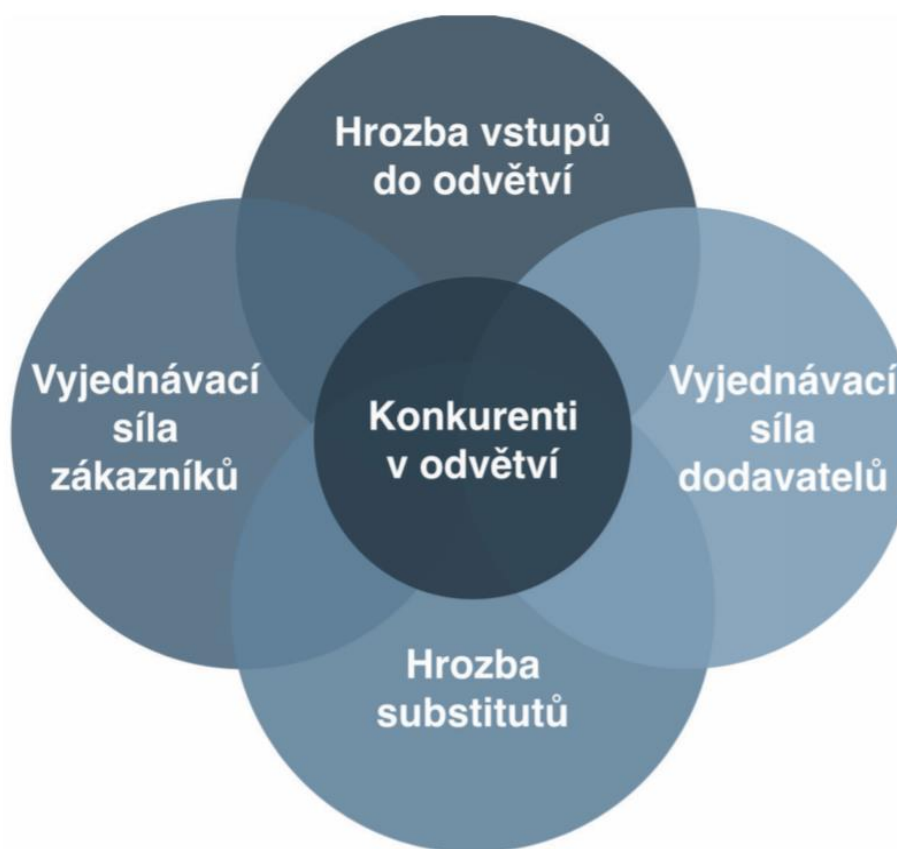 Hrozba vstupů
do odvětví
Vyjednávací
síla
zákazníků
Konkurenti
v odvětví
Vyjednávací
síla
dodavatelů
Hrozba
substitutů